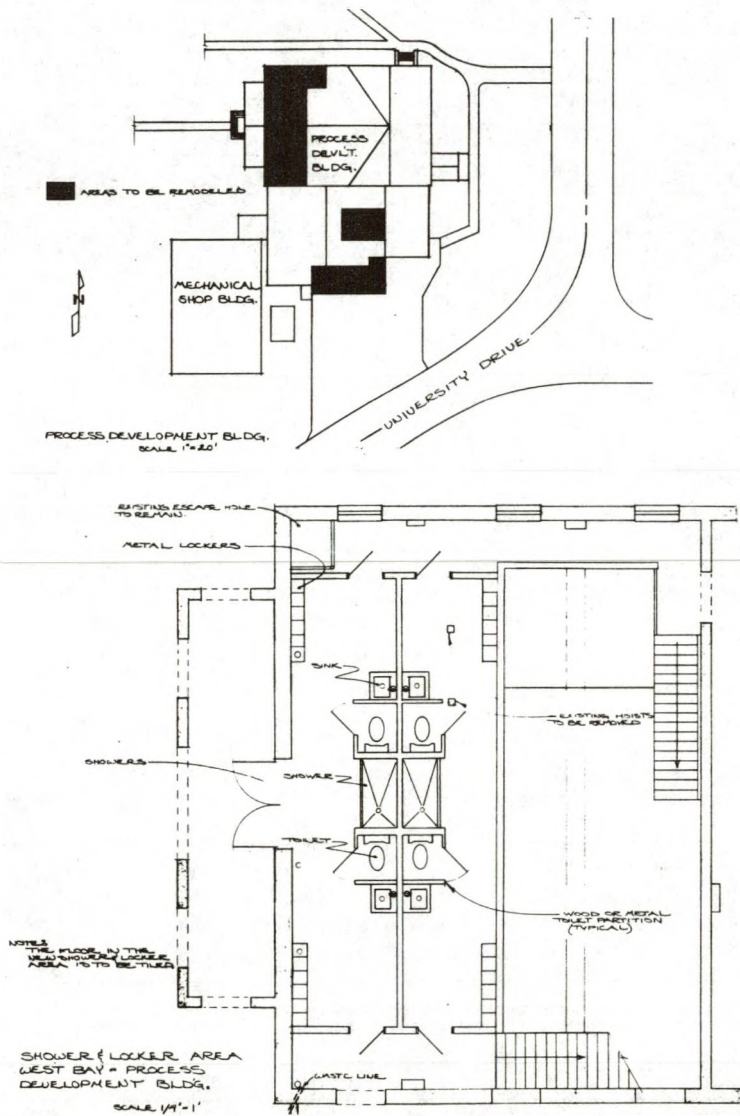 PROCESS
DEVL'T.
BLDG.
AREAS TO BE REMODELED
MECHANICAL
SHOP BLDG.
N
UNIVERSITY DRIVE
PROCESS DEVELOPMENT BLDG.
SCALE 1"=20'
EXISTING ESCAPE HOLE
TO REMAIN.
METAL LOCKERS
SINK
EXISTING HOISTS
TO BE REMOVED
SHOWERS
SHOWER
TOILET
C
WOOD OR METAL
TOILET PARTITION
(TYPICAL)
NOTES
THE FLOOR IN THE
NEW SHOWER & LOCKER
AREA IS TO BE TILED
SHOWER & LOCKER AREA
WEST BAY - PROCESS
DEVELOPMENT BLDG.
SCALE 1/4"-1'
WASTE LINE